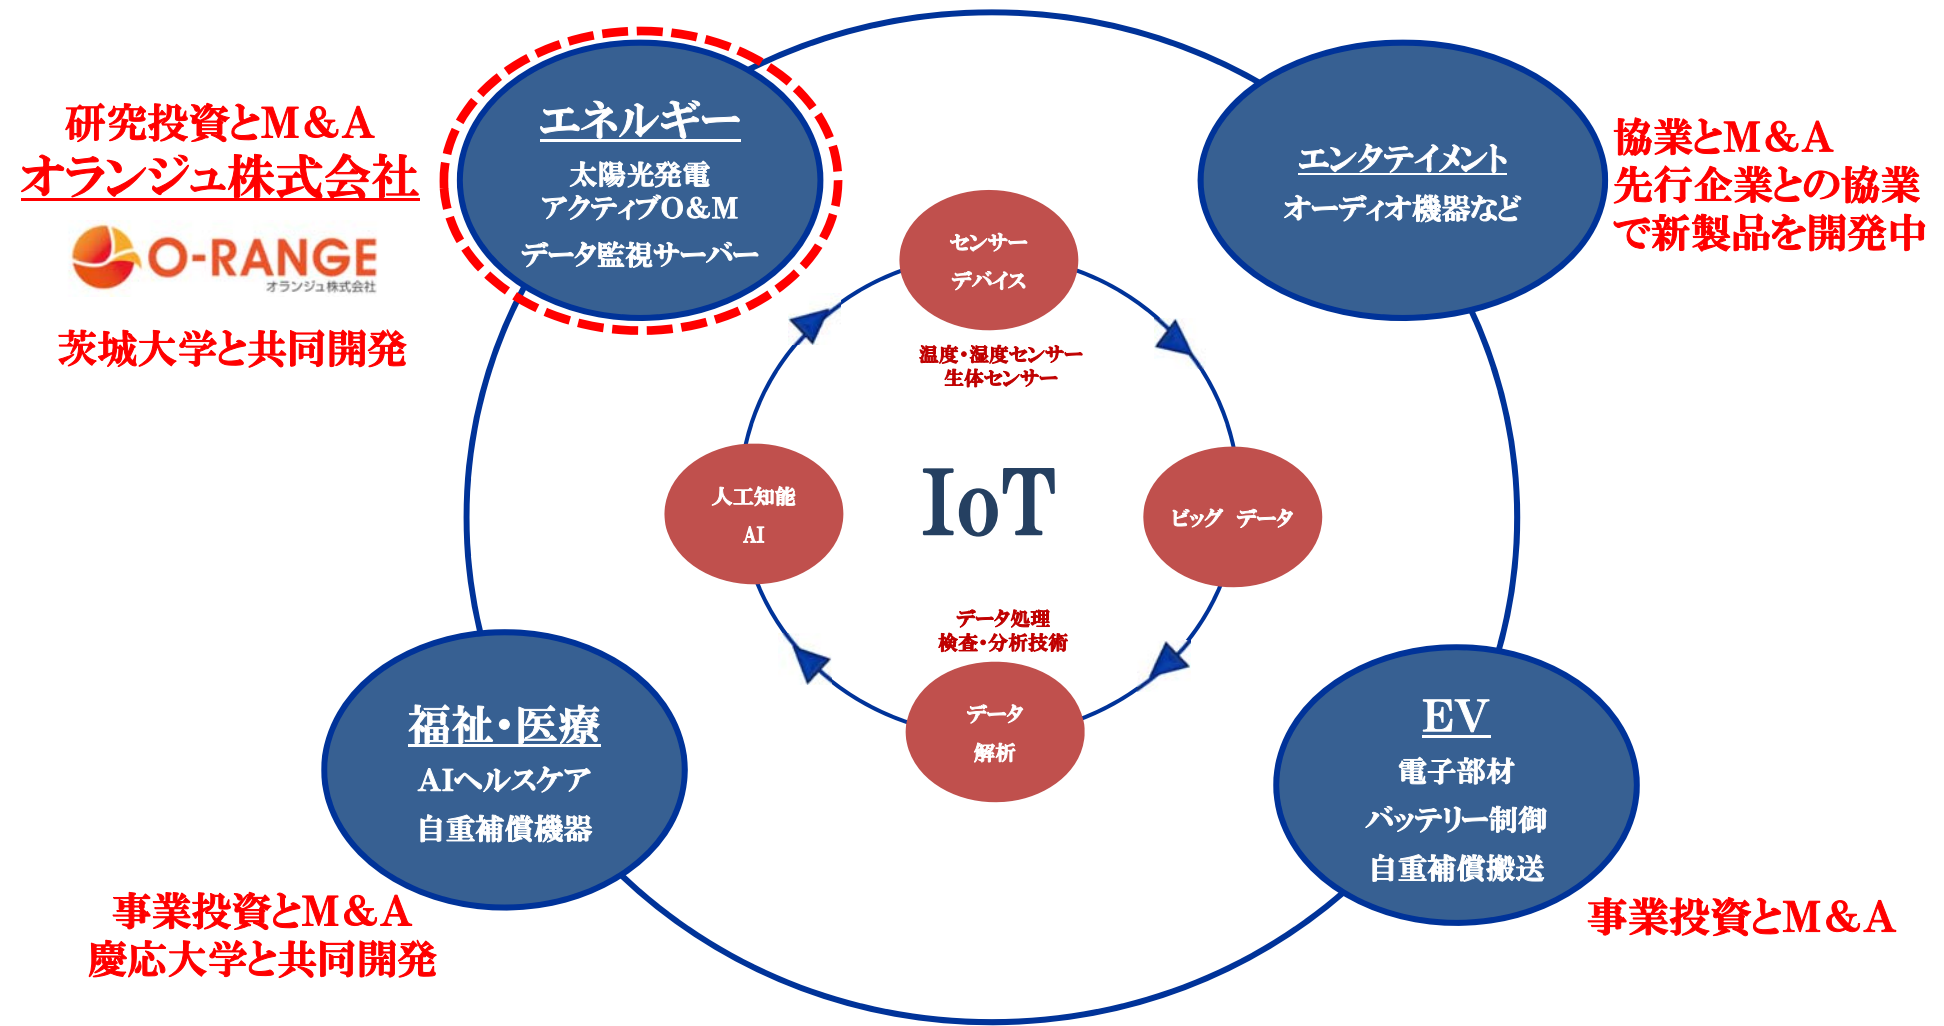 研究投資とM&A
オランジュ株式会社
O-RANGE
オランジュ株式会社
茨城大学と共同開発
エネルギー
太陽光発電
アクティブO&M
データ監視サーバー
エンタテイメント
オーディオ機器など
協業とM&A
先行企業との協業
で新製品を開発中
センサー
デバイス
温度・湿度センサー
生体センサー
人工知能
AI
IoT
ビッグ データ
データ処理
検査・分析技術
データ
解析
福祉・医療
AIヘルスケア
自重補償機器
事業投資とM&A
慶応大学と共同開発
EV
電子部材
バッテリー制御
自重補償搬送
事業投資とM&A